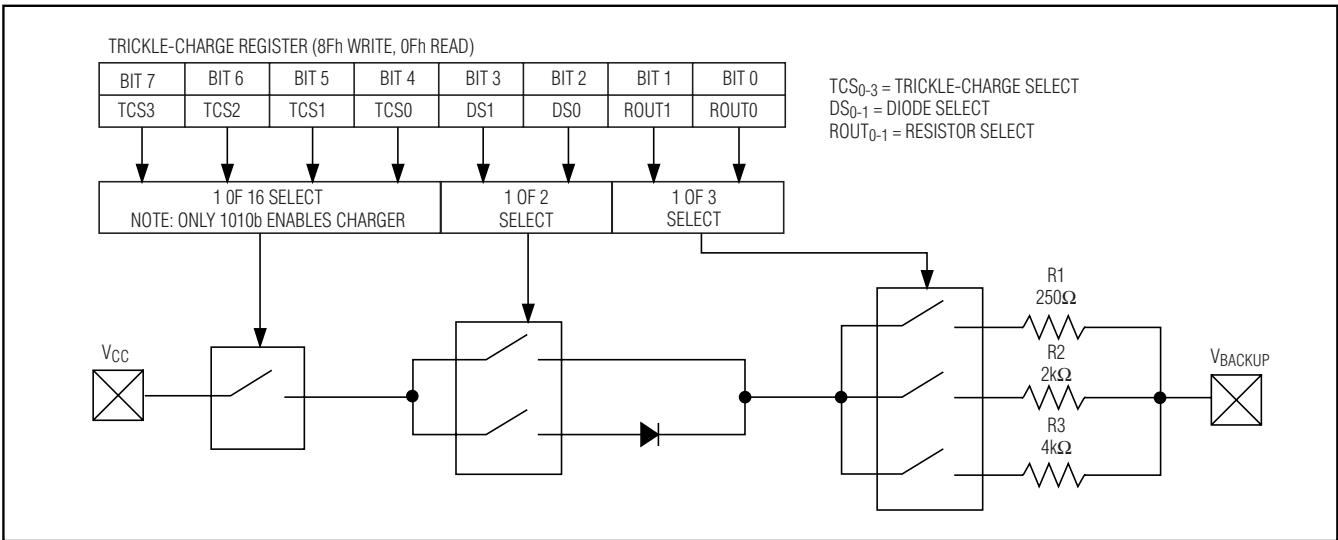 TRICKLE-CHARGE REGISTER (8Fh WRITE, 0Fh READ)
BIT 7 BIT 6 BIT 5 BIT 4 BIT 3 BIT 2 BIT 1 BIT 0
TCS3 TCS2 TCS1 TCS0 DS1 DS0 ROUT1 ROUT0
TCS0-3 = TRICKLE-CHARGE SELECT
DS0-1 = DIODE SELECT
ROUT0-1 = RESISTOR SELECT
1 0F 16 SELECT
NOTE: ONLY 1010b ENABLES CHARGER
1 OF 2
SELECT
1 OF 3
SELECT
R1
250Ω
VCC
R2
2kΩ
VBACKUP
R3
4kΩ